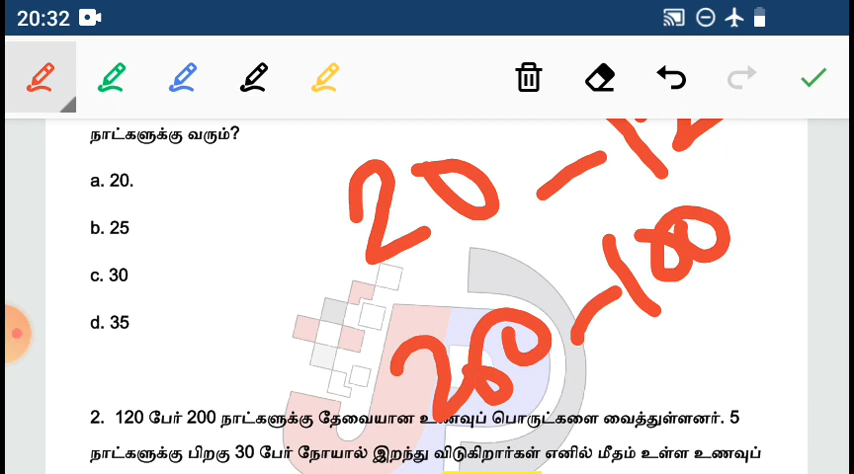 20:32
நாட்களுக்கு வரும்?
a. 20.
b. 25
c. 30
d. 35
20 - 12
- 180
2. 120 பேர் 200 நாட்களுக்கு தேவையான உணவுப் பொருட்களை வைத்துள்ளனர். 5
நாட்களுக்கு பிறகு 30 பேர் நோயால் இறந்து விடுகிறார்கள் எனில் மீதம் உள்ள உணவுப்